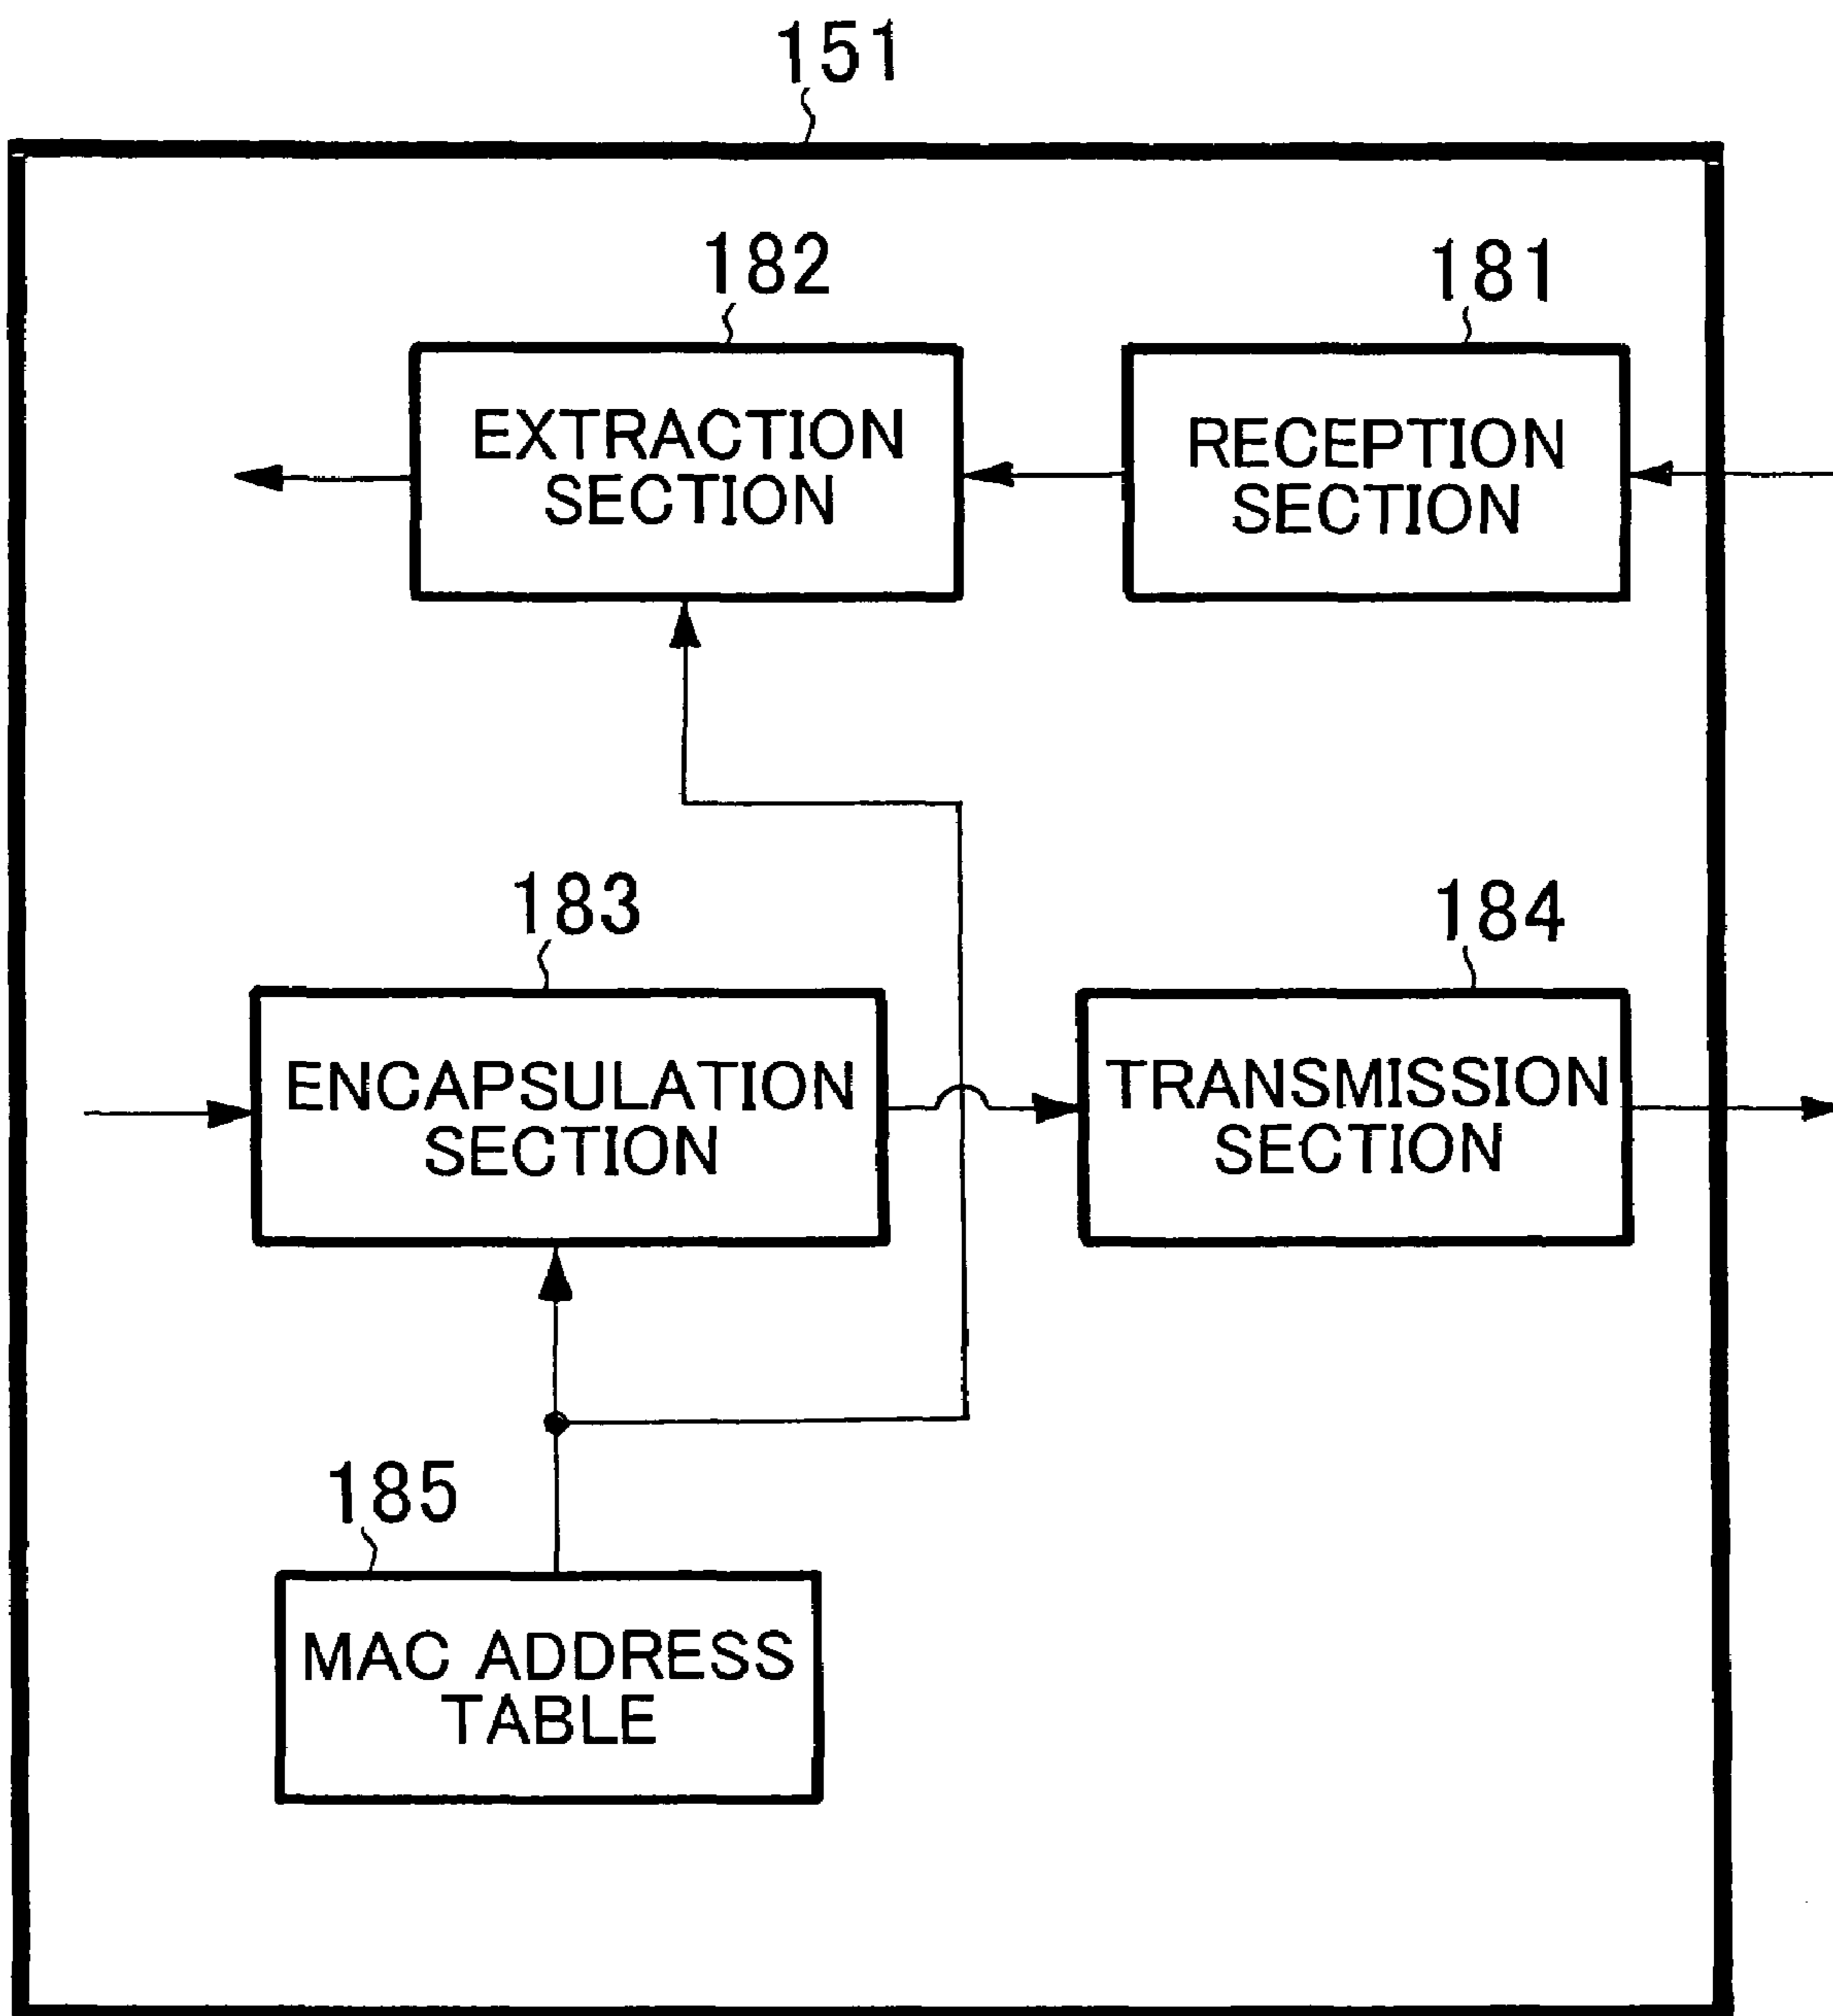 151
182
181
EXTRACTION
SECTION
RECEPTION
SECTION
183
184
ENCAPSULATION
SECTION
TRANSMISSION
SECTION
185
MAC ADDRESS
TABLE